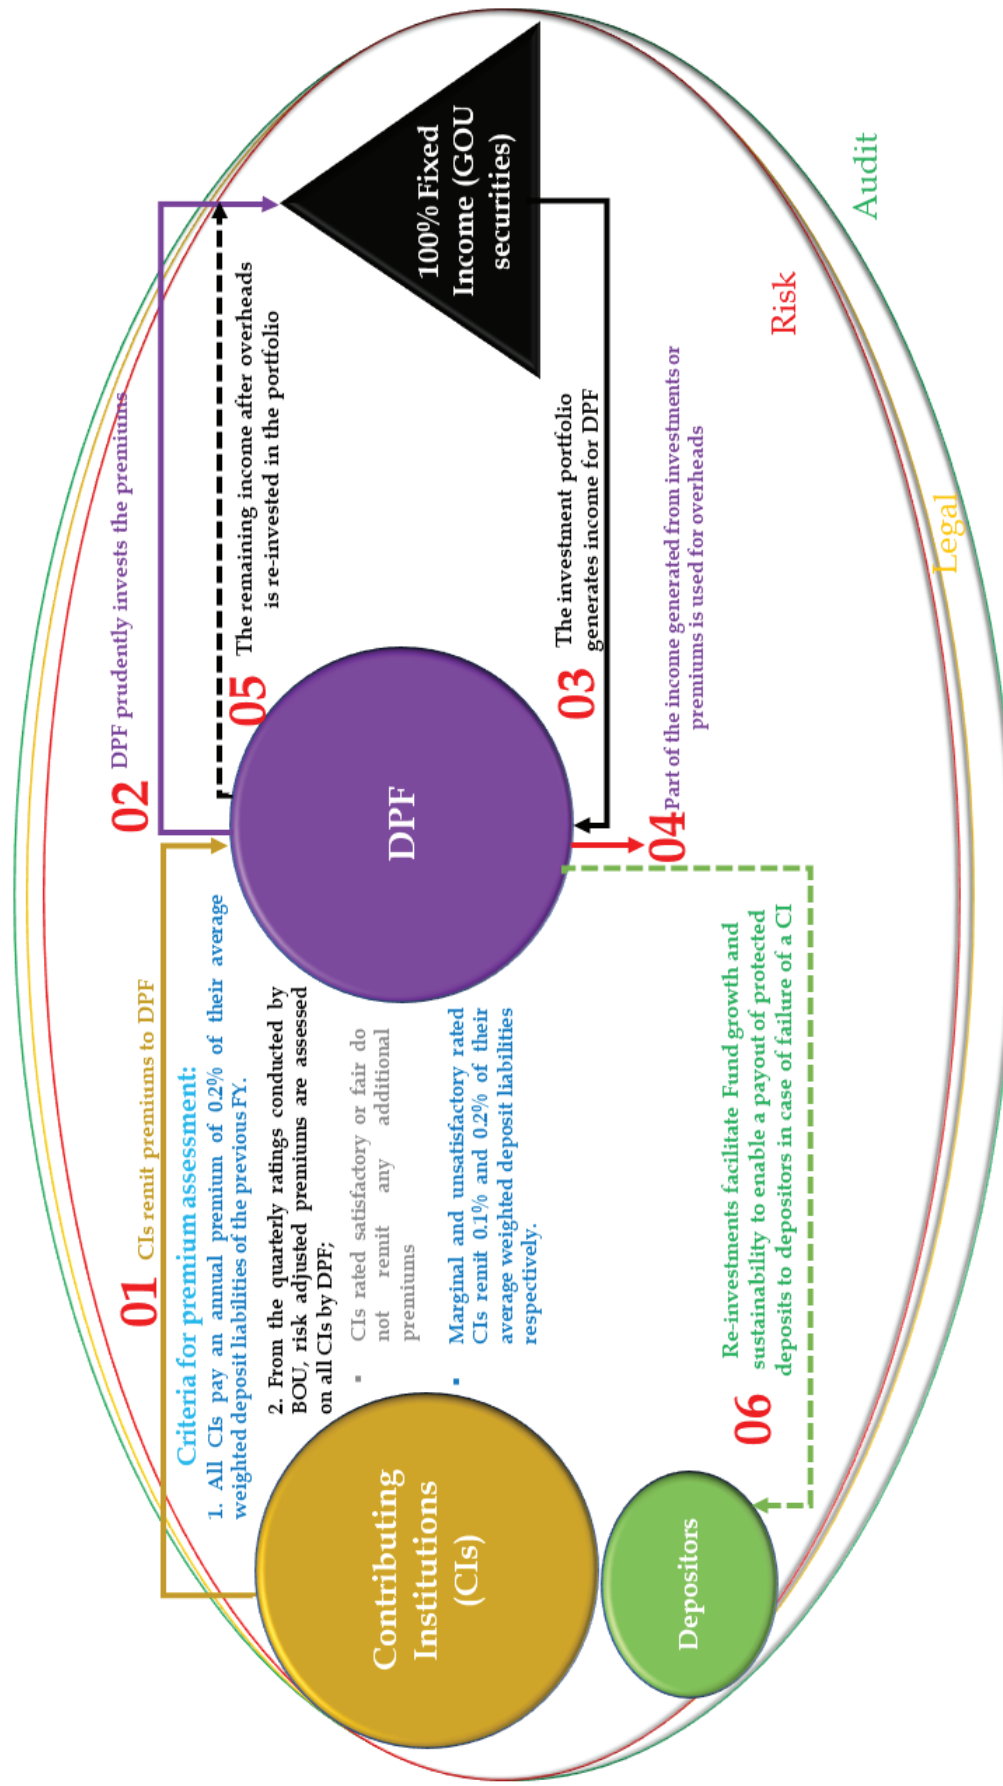 01 CIs remit premiums to DPF
02 DPF prudently invests the premiums
Criteria for premium assessment:
1. All CIs pay an annual premium of 0.2% of their average
weighted deposit liabilities of the previous FY.
2. From the quarterly ratings conducted by
BOU, risk adjusted premiums are assessed
on all CIs by DPF;
▪ CIs rated satisfactory or fair do
not remit any additional
premiums
▪ Marginal and unsatisfactory rated
CIs remit 0.1% and 0.2% of their
average weighted deposit liabilities
respectively.
Contributing
Institutions
(CIs)
DPF
05
The remaining income after overheads
is re-invested in the portfolio
100% Fixed
Income (GOU
securities)
03
The investment portfolio
generates income for DPF
04 Part of the income generated from investments or
premiums is used for overheads
Depositors
06
Re-investments facilitate Fund growth and
sustainability to enable a payout of protected
deposits to depositors in case of failure of a CI
Risk
Audit
Legal